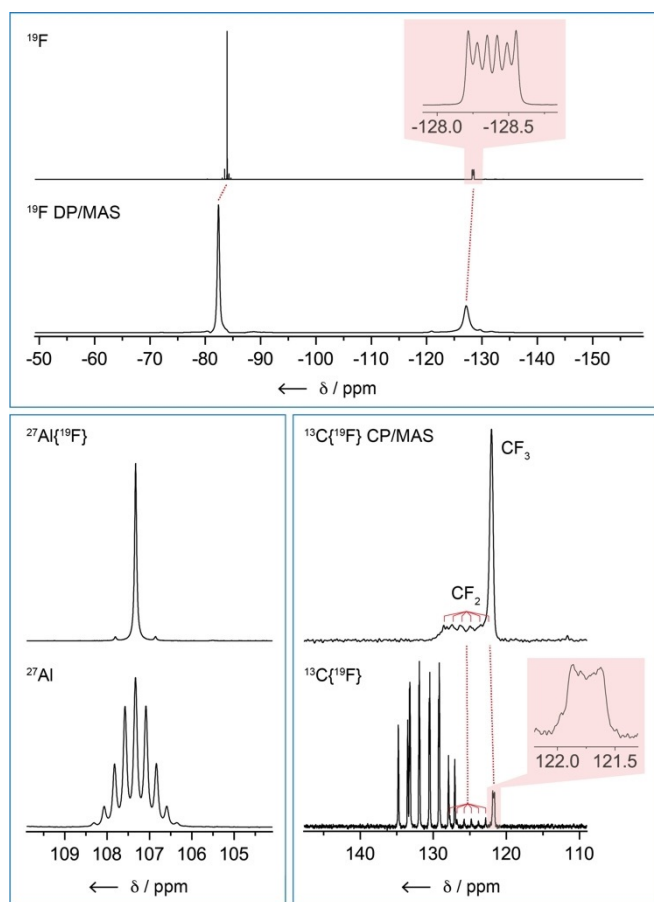 ¹⁹F
-128.0 -128.5
¹⁹F DP/MAS
-50 -60 -70 -80 -90 -100 -110 -120 -130 -140 -150
← δ / ppm
²⁷Al{¹⁹F}
²⁷Al
109 108 107 106 105
← δ / ppm
¹³C{¹⁹F} CP/MAS
CF₃
CF₂
¹³C{¹⁹F}
122.0 121.5
140 130 120 110
← δ / ppm